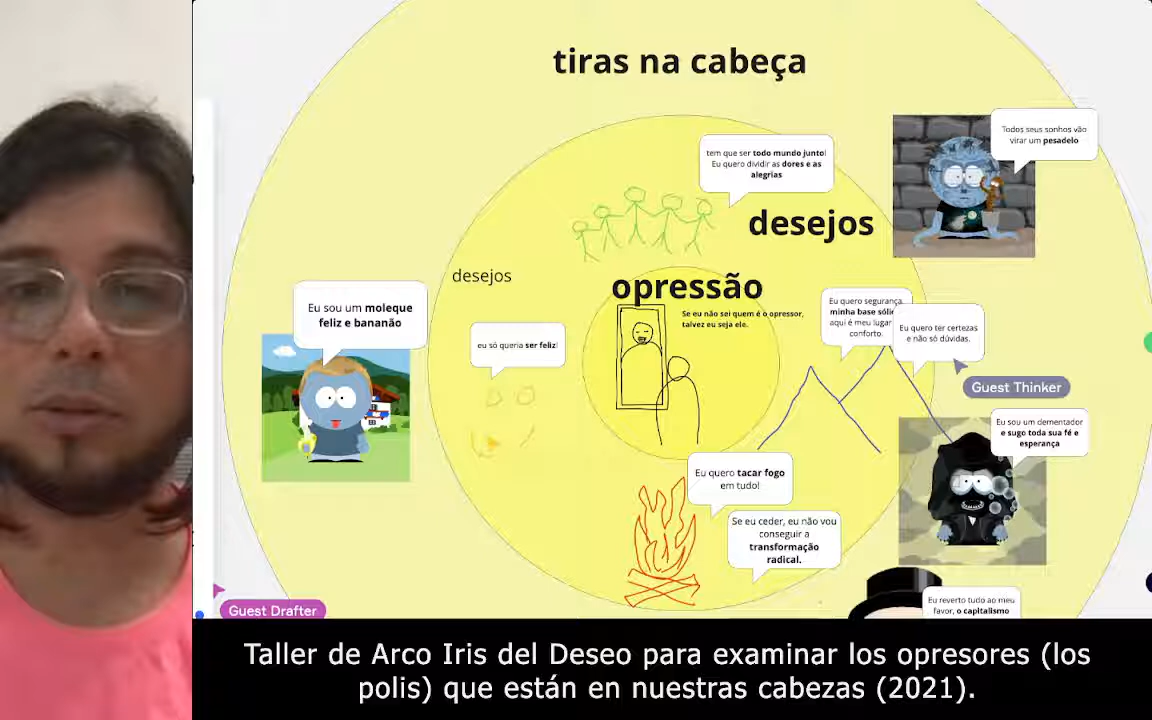 tiras na cabeça
Todos seus sonhos vão
virar um pesadelo
tem que ser todo mundo junto!
Eu quero dividir as dores e as
alegrias
desejos
desejos
opressão
Se eu não sei quem é o opressor,
talvez eu seja ele.
Eu sou um moleque
feliz e bananão
eu só queria ser feliz!
Eu quero segurança,
minha base
aqui é meu lugar
conforto.
Eu quero ter certezas
e não só dúvidas.
Guest Thinker
Eu sou um dementador
e sugo toda sua fé e
esperança
Eu quero tacar fogo
em tudo!
Se eu ceder, eu não vou
conseguir a
transformação
radical.
Eu reverto tudo ao meu
favor, o capitalismo
Guest Drafter
Taller de Arco Iris del Deseo para examinar los opresores (los
polis) que están en nuestras cabezas (2021).